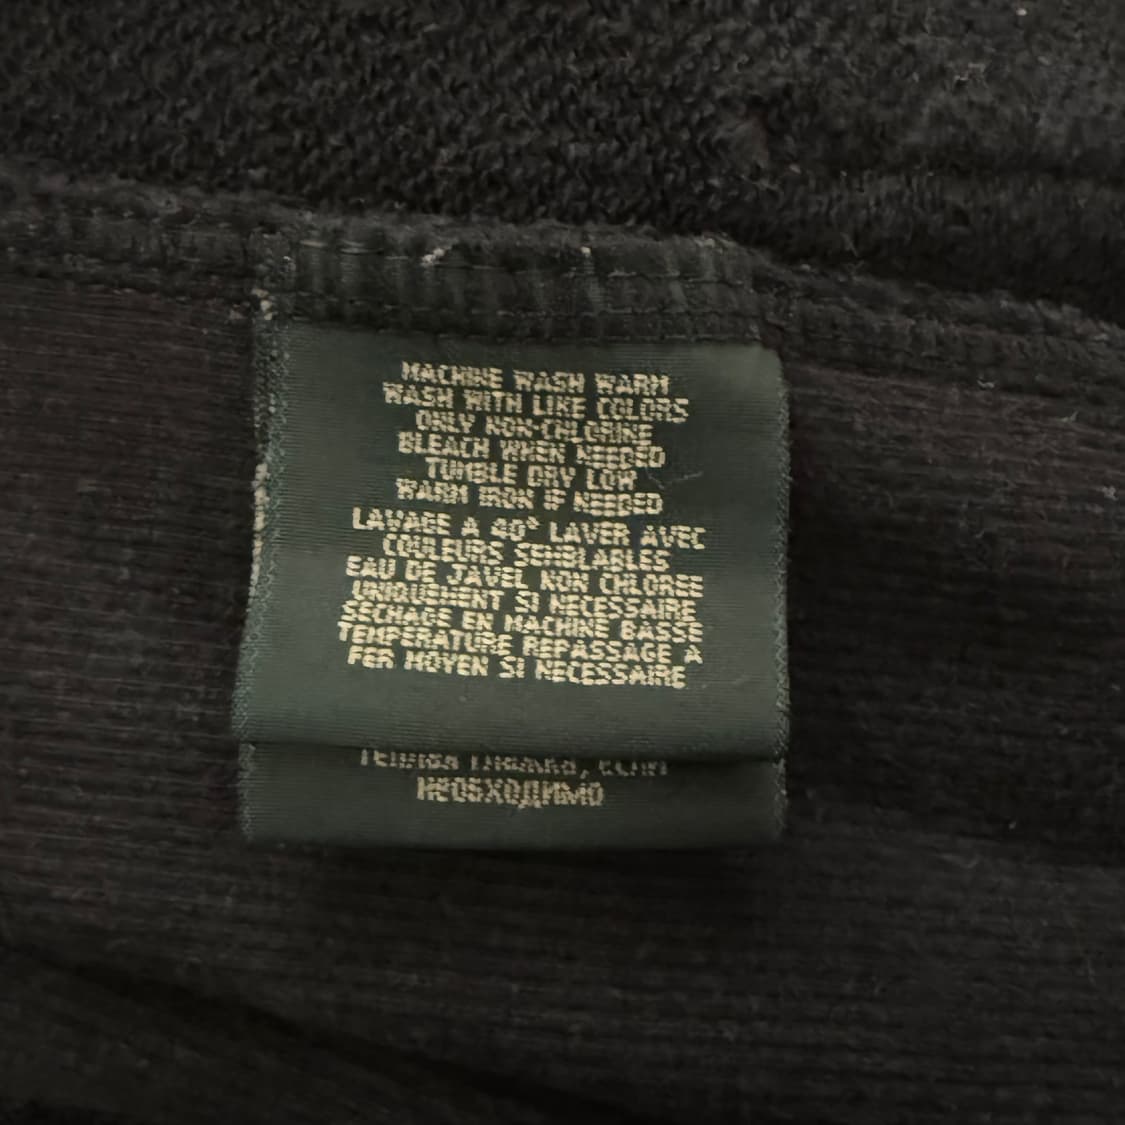 MACHINE WASH WARM
WASH WITH LIKE COLORS
ONLY NON-CHLORINE
BLEACH WHEN NEEDED
TUMBLE DRY LOW
WARM IRON IF NEEDED
LAVAGE A 40° LAVER AVEC
COULEURS SEMBLABLES
EAU DE JAVEL NON CHLOREE
UNIQUEMENT SI NECESSAIRE
SECHAGE EN MACHINE BASSE
TEMPERATURE REPASSAGE A
FER MOYEN SI NECESSAIRE
НЕОБХОДИМО